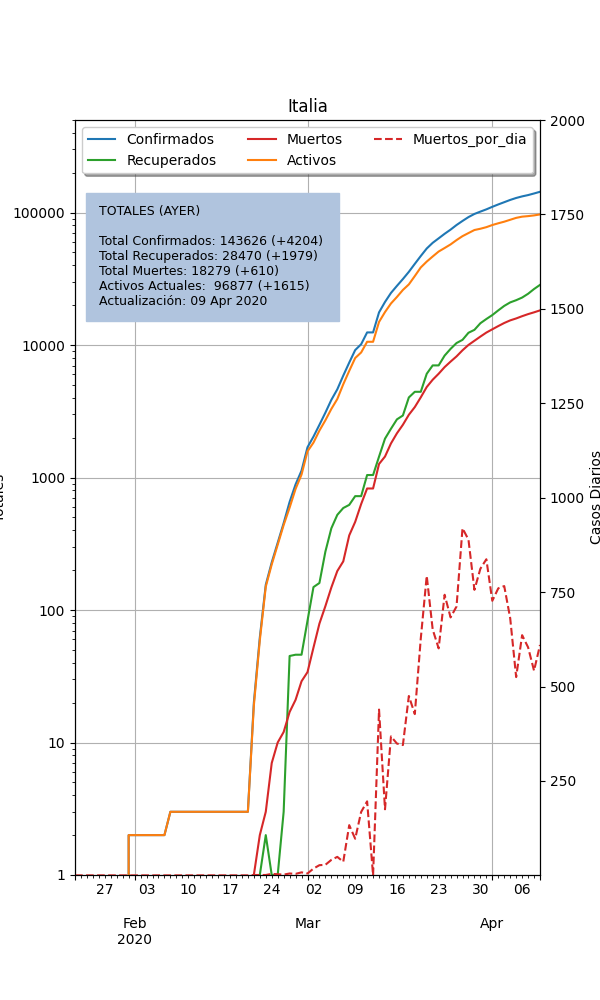 Italia
Confirmados
Recuperados
Muertos
Activos
Muertos_por_dia
TOTALES (AYER)
Total Confirmados: 143626 (+4204)
Total Recuperados: 28470 (+1979)
Total Muertes: 18279 (+610)
Activos Actuales:  96877 (+1615)
Actualización: 09 Apr 2020
100000
10000
1000
100
10
1
Totales
2000
1750
1500
1250
1000
750
500
250
Casos Diarios
27 03 10 17 24 02 09 16 23 30 06
Feb Mar Apr
2020